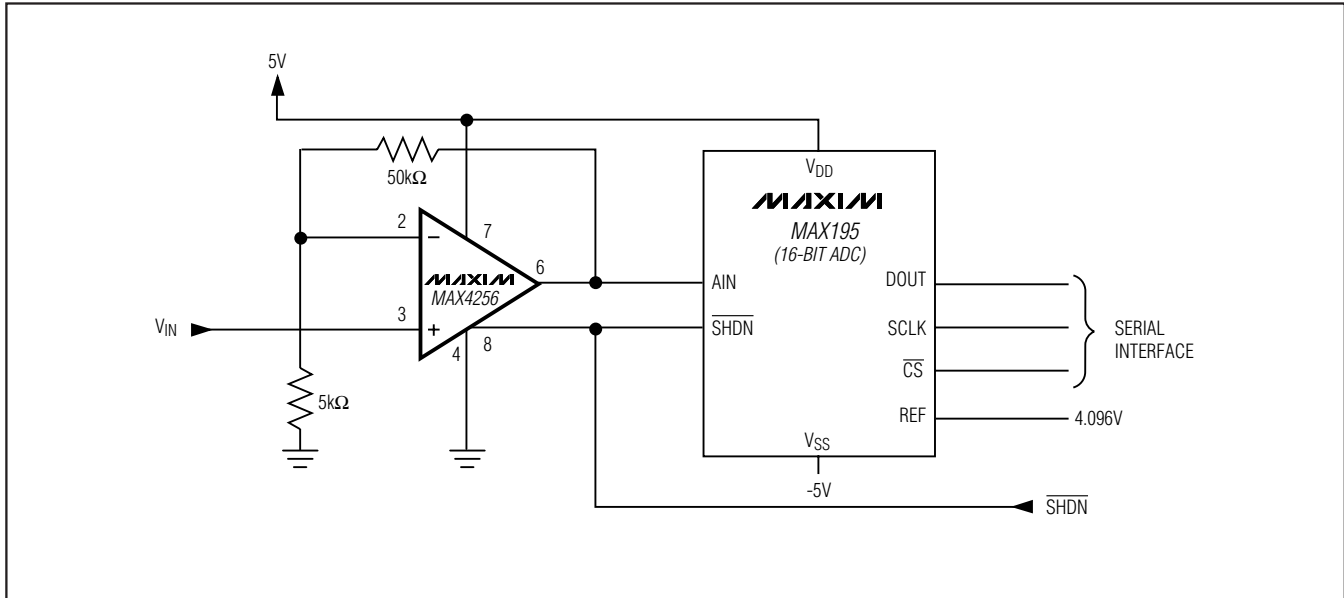 5V
50kΩ
2
−
7
MAXIM
MAX4256
6
3
+
4
8
VIN
5kΩ
VDD
MAXIM
MAX195
(16-BIT ADC)
AIN
SHDN
DOUT
SCLK
CS
REF
VSS
-5V
SERIAL
INTERFACE
4.096V
SHDN